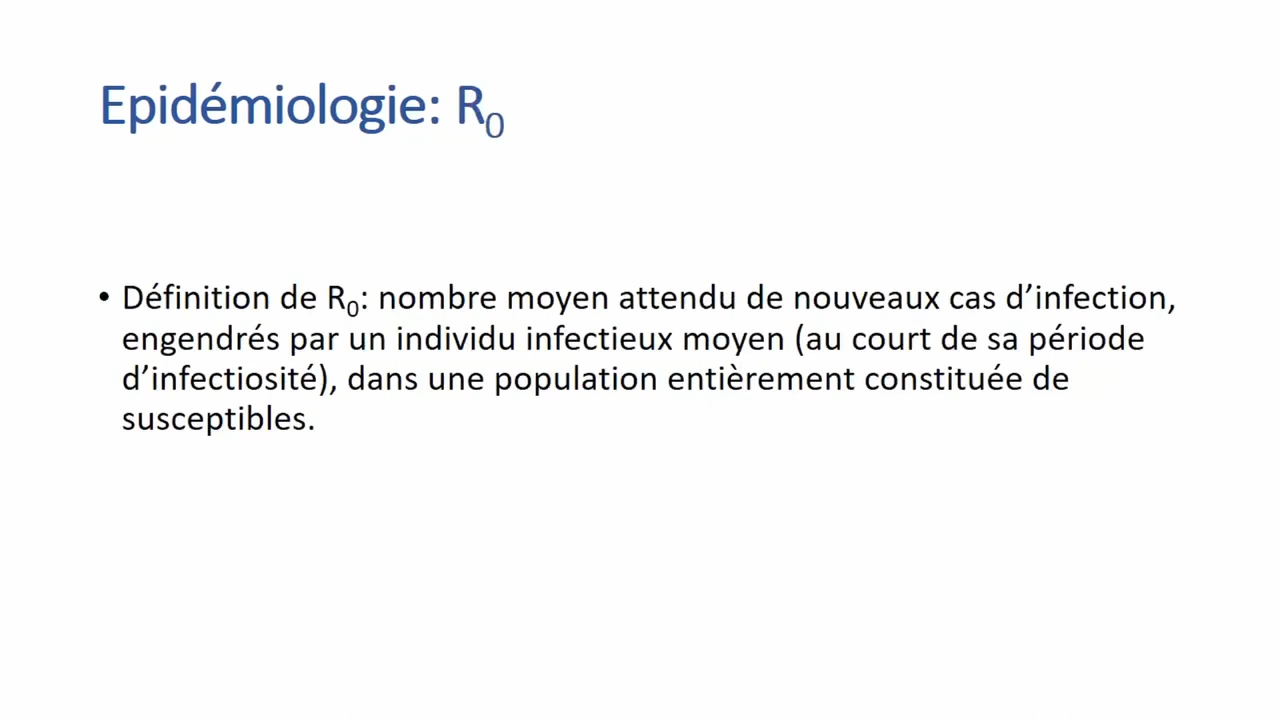 Epidémiologie: R₀
• Définition de R₀: nombre moyen attendu de nouveaux cas d’infection,
engendrés par un individu infectieux moyen (au court de sa période
d’infectiosité), dans une population entièrement constituée de
susceptibles.